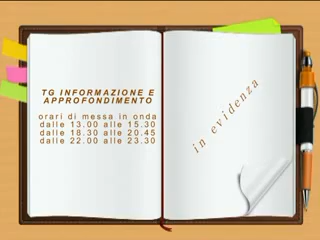 TG INFORMAZIONE E
APPROFONDIMENTO
orari di messa in onda
dalle 13.00 alle 15.30
dalle 18.30 alle 20.45
dalle 22.00 alle 23.30
in evidenza